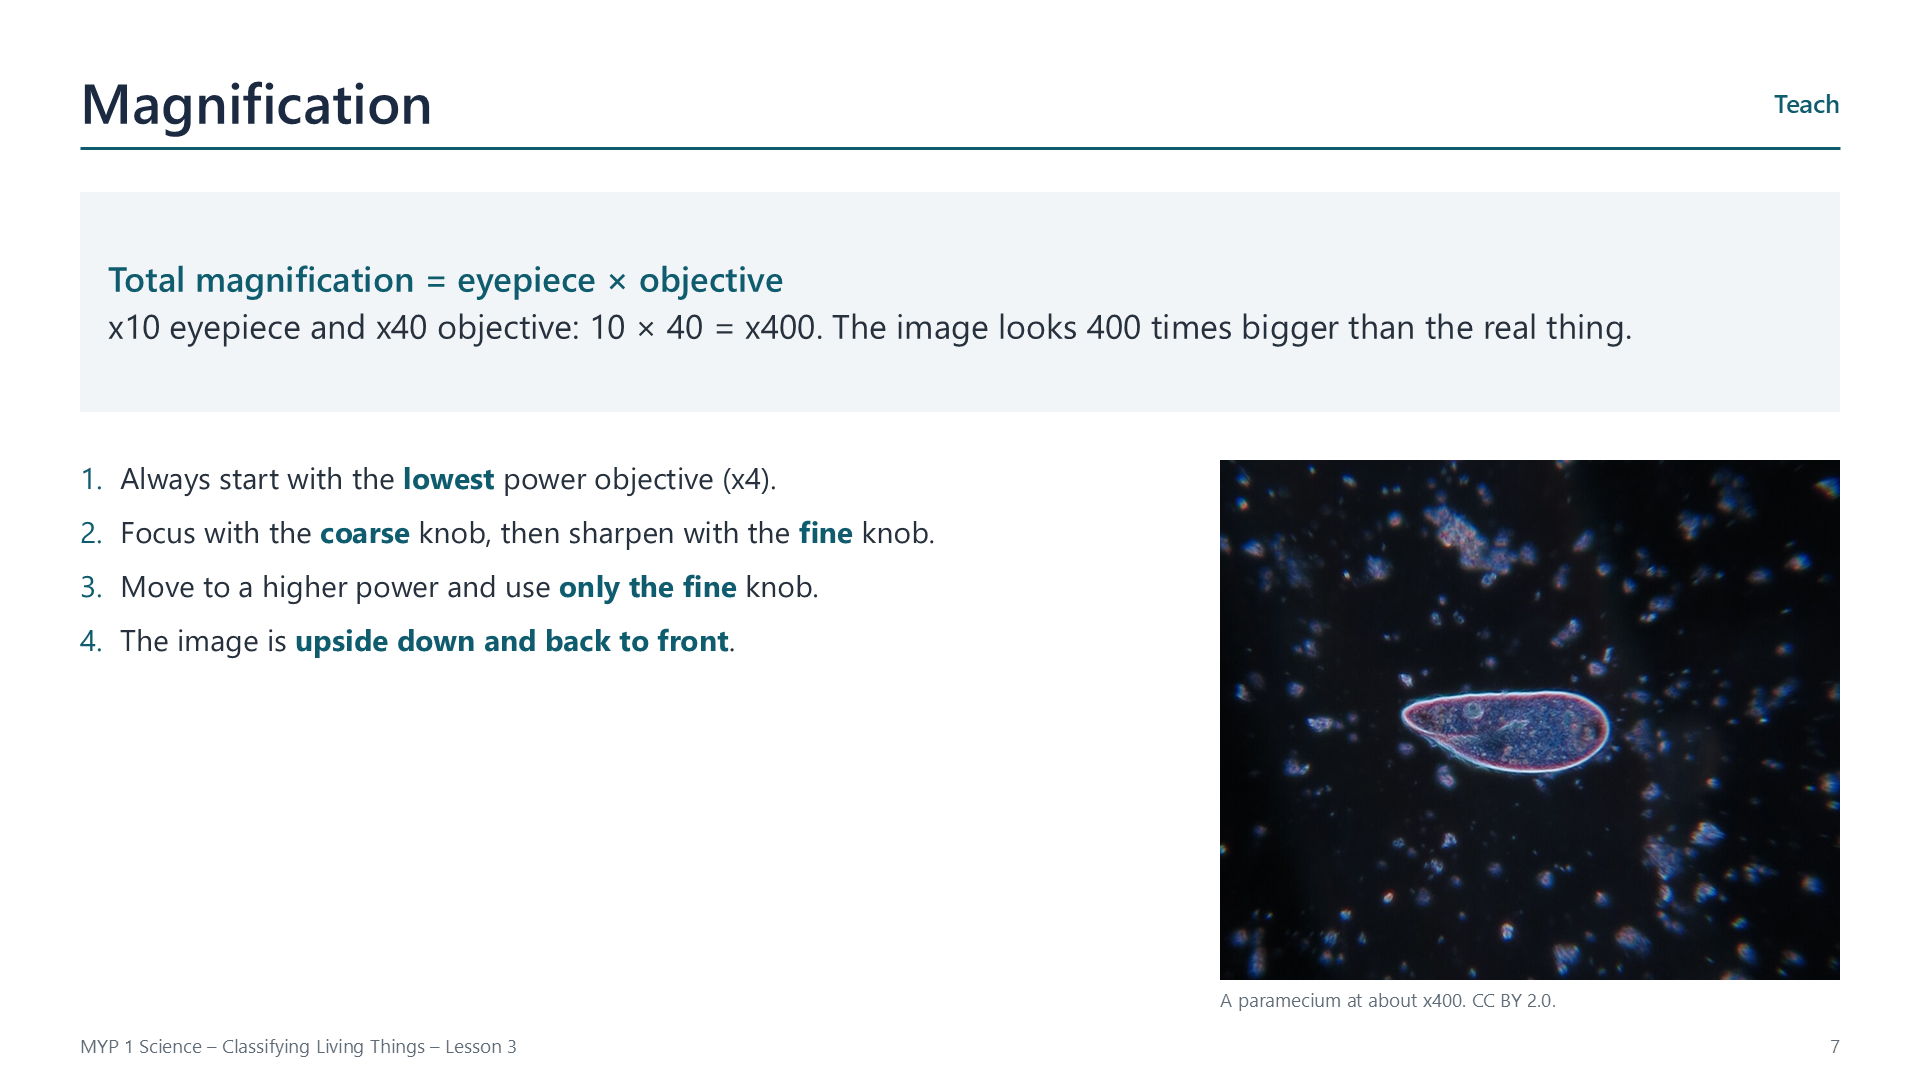 Magnification
Teach
Total magnification = eyepiece × objective
x10 eyepiece and x40 objective: 10 × 40 = x400. The image looks 400 times bigger than the real thing.
1. Always start with the lowest power objective (x4).
2. Focus with the coarse knob, then sharpen with the fine knob.
3. Move to a higher power and use only the fine knob.
4. The image is upside down and back to front.
A paramecium at about x400. CC BY 2.0.
MYP 1 Science – Classifying Living Things – Lesson 3
7